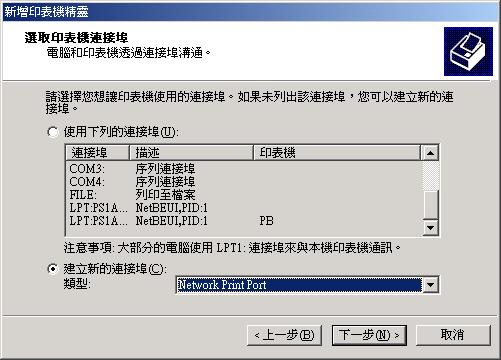 新增印表機精靈
選取印表機連接埠
電腦和印表機透過連接埠溝通。
請選擇您想讓印表機使用的連接埠。如果未列出該連接埠，您可以建立新的連
接埠。
使用下列的連接埠(U):
連接埠 描述 印表機
COM3: 序列連接埠
COM4: 序列連接埠
FILE: 列印至檔案
LPT:PS1A... NetBEUI,PID:1
LPT:PS1A... NetBEUI,PID:1 PB
注意事項: 大部分的電腦使用 LPT1: 連接埠來與本機印表機通訊。
建立新的連接埠(C):
類型: Network Print Port
<上一步(B) 下一步(N)> 取消